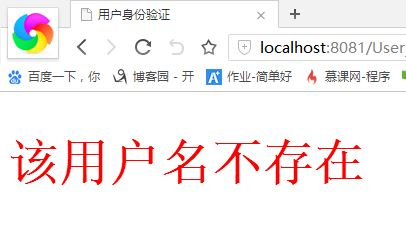 用户身份验证
localhost:8081/User_
百度一下，你
博客园 - 开
作业-简单好
慕课网-程序
该用户名不存在